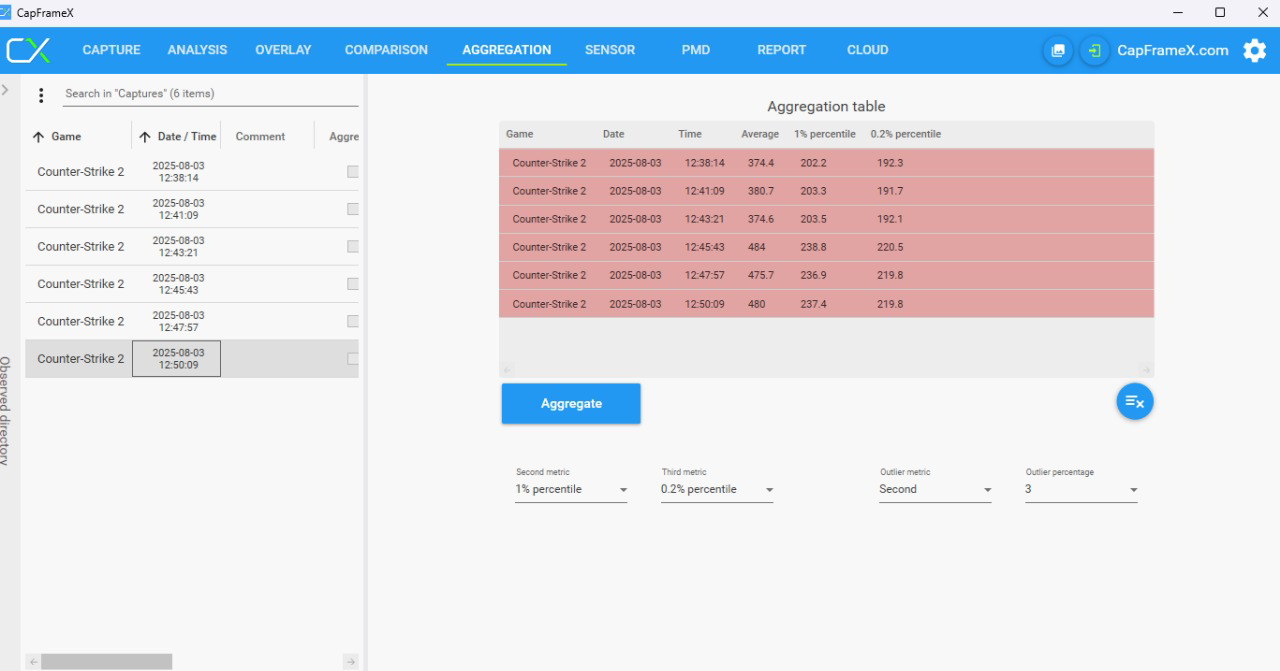 CapFrameX
CX CAPTURE ANALYSIS OVERLAY COMPARISON AGGREGATION SENSOR PMD REPORT CLOUD CapFrameX.com
Search in "Captures" (6 items)
Game Date / Time Comment Aggre
Counter-Strike 2 2025-08-03 12:38:14
Counter-Strike 2 2025-08-03 12:41:09
Counter-Strike 2 2025-08-03 12:43:21
Counter-Strike 2 2025-08-03 12:45:43
Counter-Strike 2 2025-08-03 12:47:57
Counter-Strike 2 2025-08-03 12:50:09
Observed directory
Aggregation table
Game Date Time Average 1% percentile 0.2% percentile
Counter-Strike 2 2025-08-03 12:38:14 374.4 202.2 192.3
Counter-Strike 2 2025-08-03 12:41:09 380.7 203.3 191.7
Counter-Strike 2 2025-08-03 12:43:21 374.6 203.5 192.1
Counter-Strike 2 2025-08-03 12:45:43 484 238.8 220.5
Counter-Strike 2 2025-08-03 12:47:57 475.7 236.9 219.8
Counter-Strike 2 2025-08-03 12:50:09 480 237.4 219.8
Aggregate
Second metric Third metric Outlier metric Outlier percentage
1% percentile 0.2% percentile Second 3